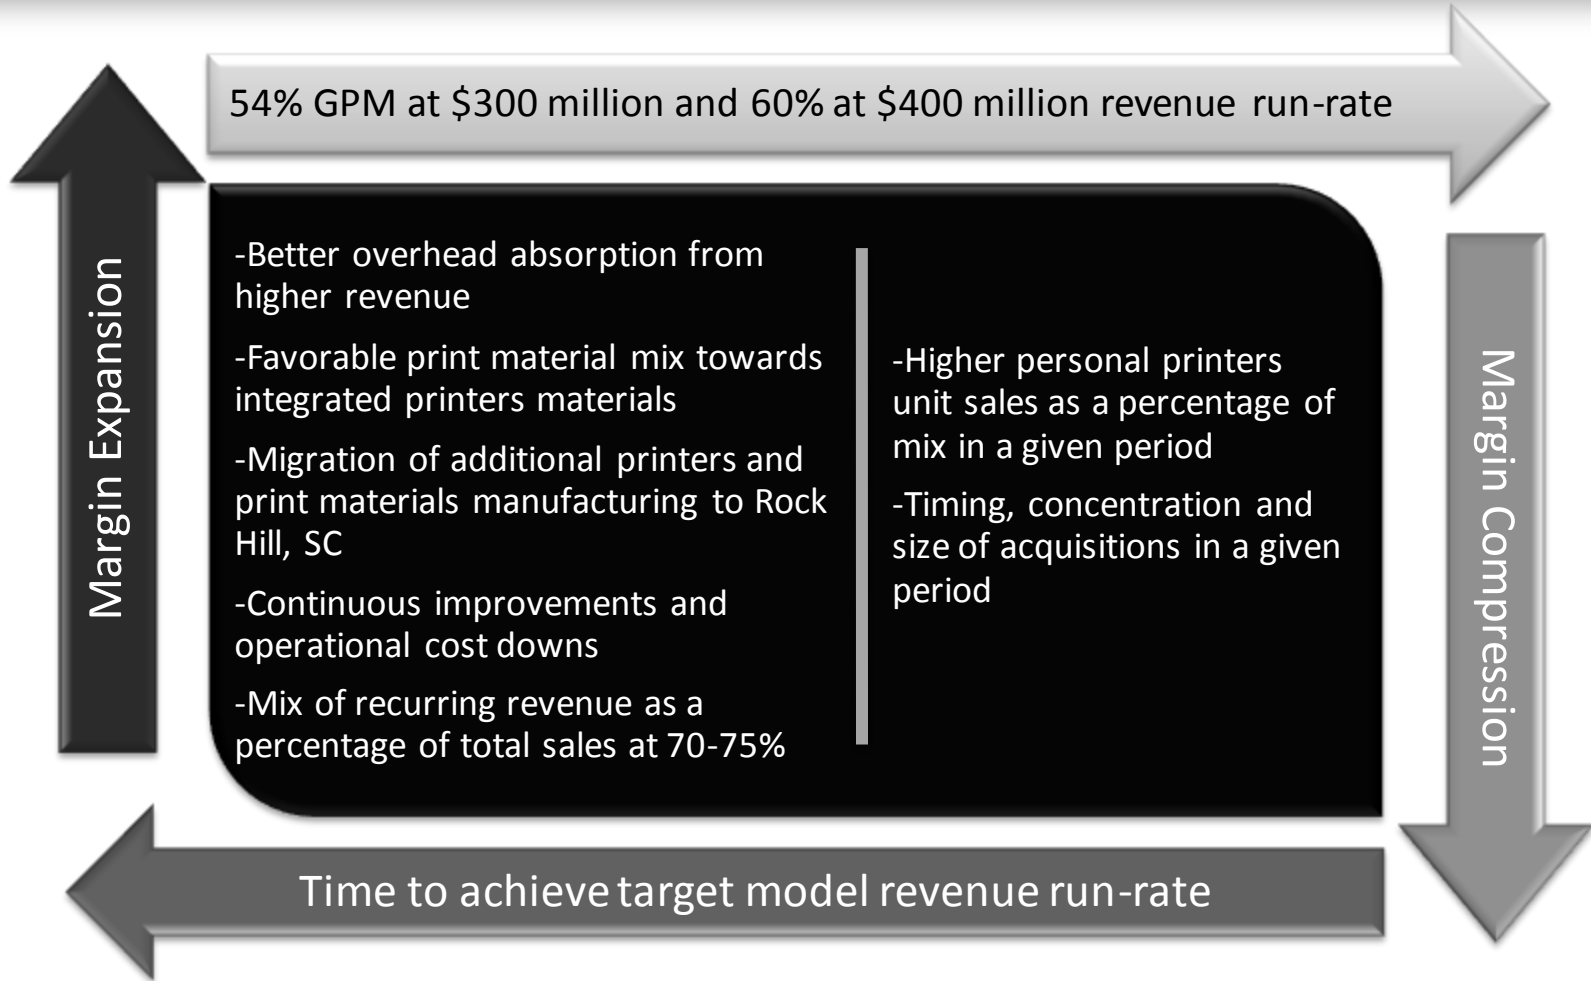 54% GPM at $300 million and 60% at $400 million revenue run-rate
Margin Expansion
-Better overhead absorption from
higher revenue
-Favorable print material mix towards
integrated printers materials
-Migration of additional printers and
print materials manufacturing to Rock
Hill, SC
-Continuous improvements and
operational cost downs
-Mix of recurring revenue as a
percentage of total sales at 70-75%
-Higher personal printers
unit sales as a percentage of
mix in a given period
-Timing, concentration and
size of acquisitions in a given
period
Margin Compression
Time to achieve target model revenue run-rate